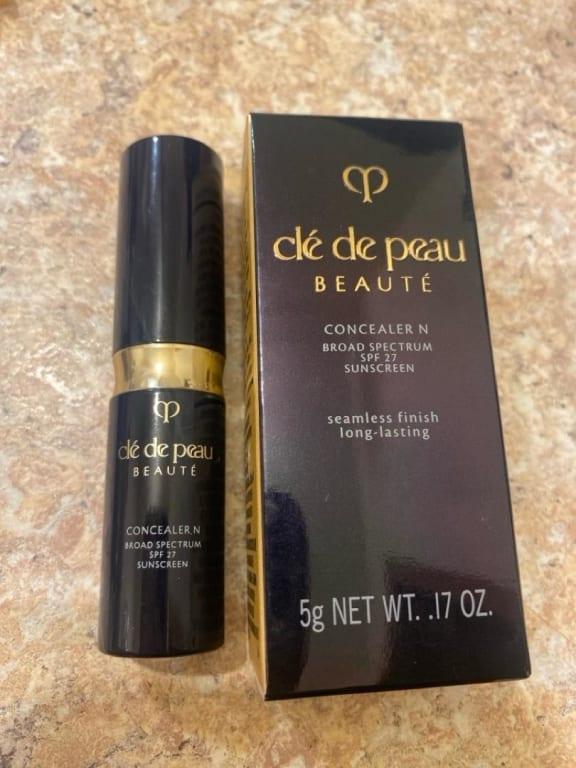 clé de peau
BEAUTÉ
CONCEALER N
BROAD SPECTRUM
SPF 27
SUNSCREEN
clé de peau
BEAUTÉ
CONCEALER N
BROAD SPECTRUM
SPF 27
SUNSCREEN
seamless finish
long-lasting
5g NET WT. .17 OZ.